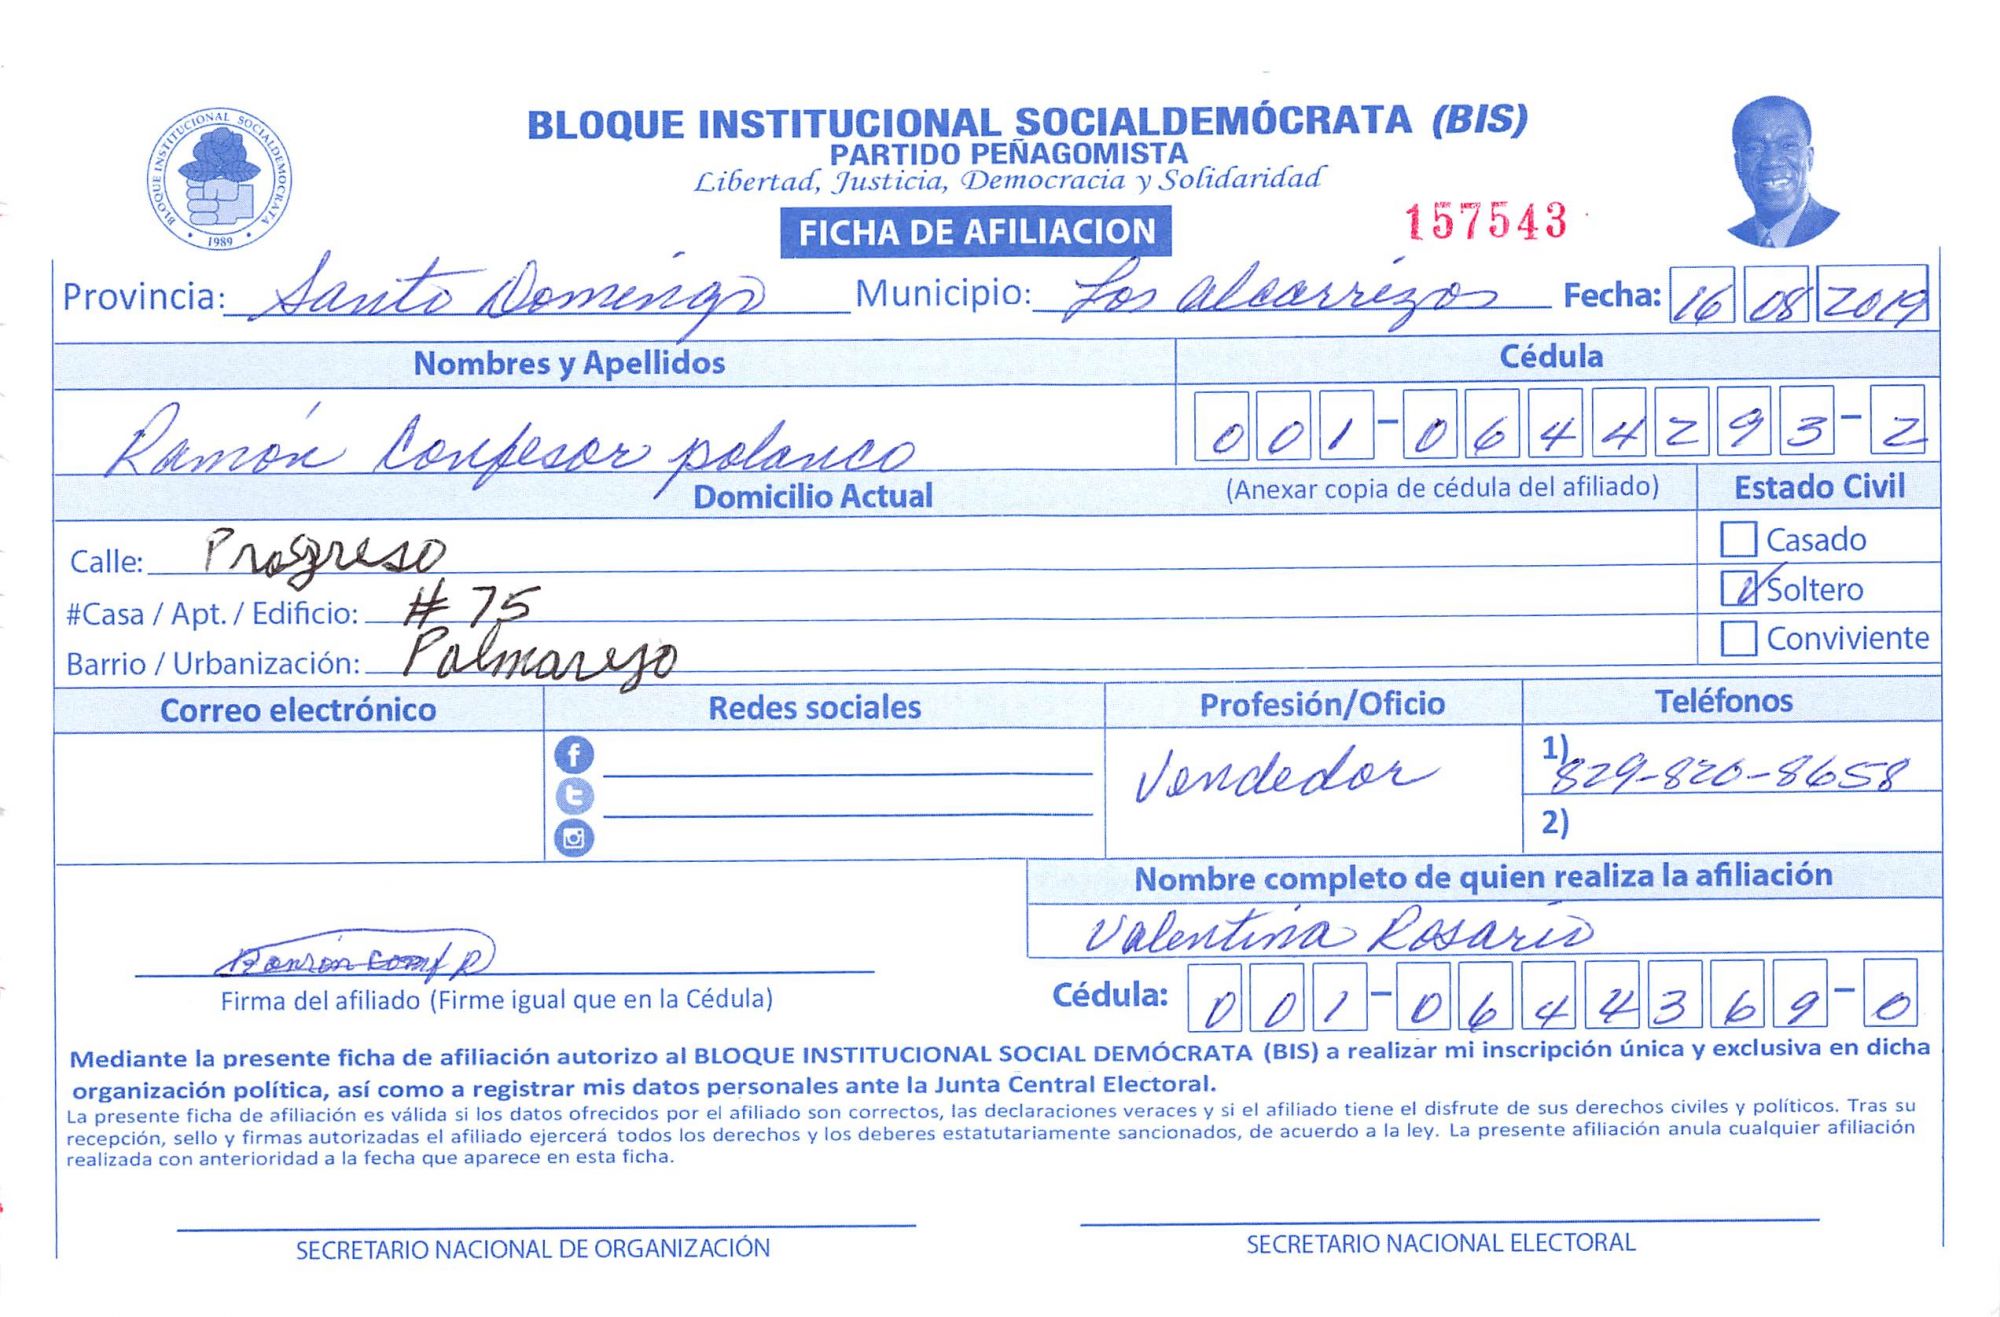 BLOQUE INSTITUCIONAL SOCIALDEMOCRATA
1989
BLOQUE INSTITUCIONAL SOCIALDEMÓCRATA (BIS)
PARTIDO PEÑAGOMISTA
Libertad, Justicia, Democracia y Solidaridad
FICHA DE AFILIACION
157543
Provincia: Santo Domingo Municipio: Los alcarrizos Fecha: 16 08 2019
Nombres y Apellidos Cédula
Ramón Confesor polanco 001-0644293-2
Domicilio Actual (Anexar copia de cédula del afiliado) Estado Civil
Calle: Progreso Casado
#Casa / Apt. / Edificio: # 75 Soltero
Barrio / Urbanización: Palmarejo Conviviente
Correo electrónico Redes sociales Profesión/Oficio Teléfonos
Vendedor 1) 829-820-8658
2)
Nombre completo de quien realiza la afiliación
Valentina Rosario
Ramón Conf P
Firma del afiliado (Firme igual que en la Cédula) Cédula: 001-0644369-0
Mediante la presente ficha de afiliación autorizo al BLOQUE INSTITUCIONAL SOCIAL DEMÓCRATA (BIS) a realizar mi inscripción única y exclusiva en dicha
organización política, así como a registrar mis datos personales ante la Junta Central Electoral.
La presente ficha de afiliación es válida si los datos ofrecidos por el afiliado son correctos, las declaraciones veraces y si el afiliado tiene el disfrute de sus derechos civiles y políticos. Tras su
recepción, sello y firmas autorizadas el afiliado ejercerá todos los derechos y los deberes estatutariamente sancionados, de acuerdo a la ley. La presente afiliación anula cualquier afiliación
realizada con anterioridad a la fecha que aparece en esta ficha.
SECRETARIO NACIONAL DE ORGANIZACIÓN SECRETARIO NACIONAL ELECTORAL